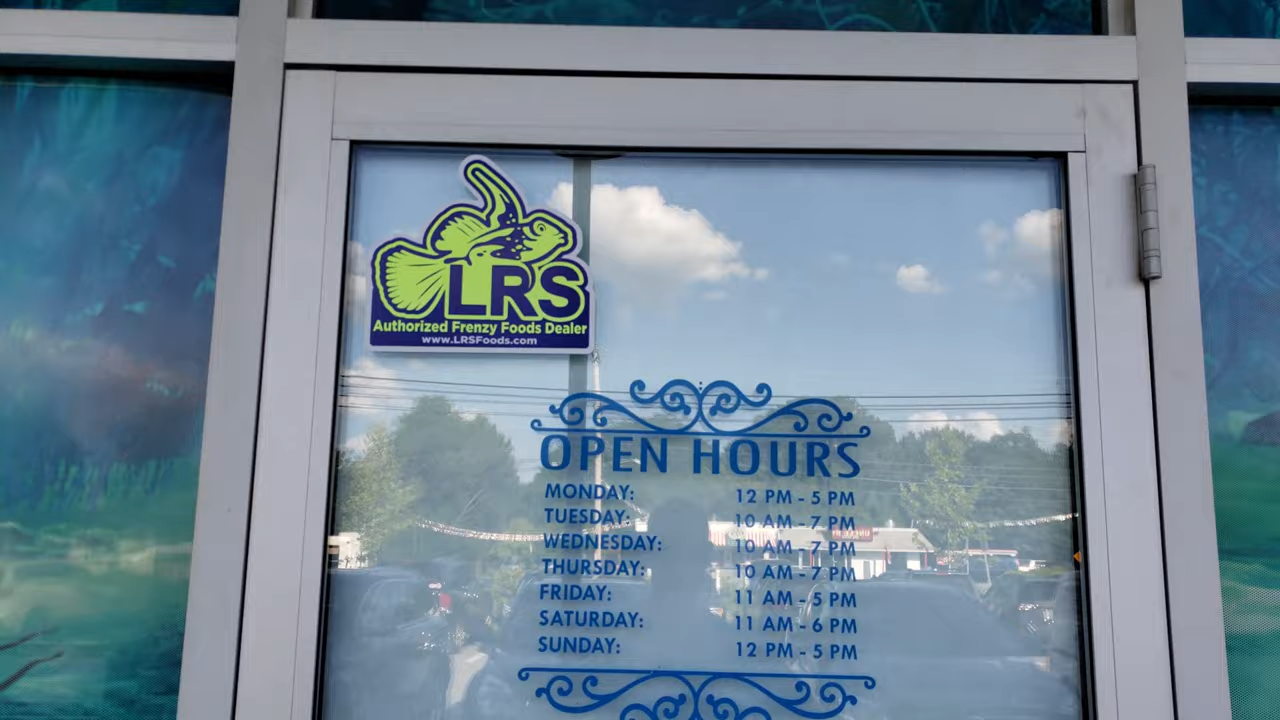 LRS
Authorized Frenzy Foods Dealer
www.LRSFoods.com
OPEN HOURS
MONDAY: 12 PM - 5 PM
TUESDAY: 10 AM - 7 PM
WEDNESDAY: 10 AM - 7 PM
THURSDAY: 10 AM - 7 PM
FRIDAY: 11 AM - 5 PM
SATURDAY: 11 AM - 6 PM
SUNDAY: 12 PM - 5 PM